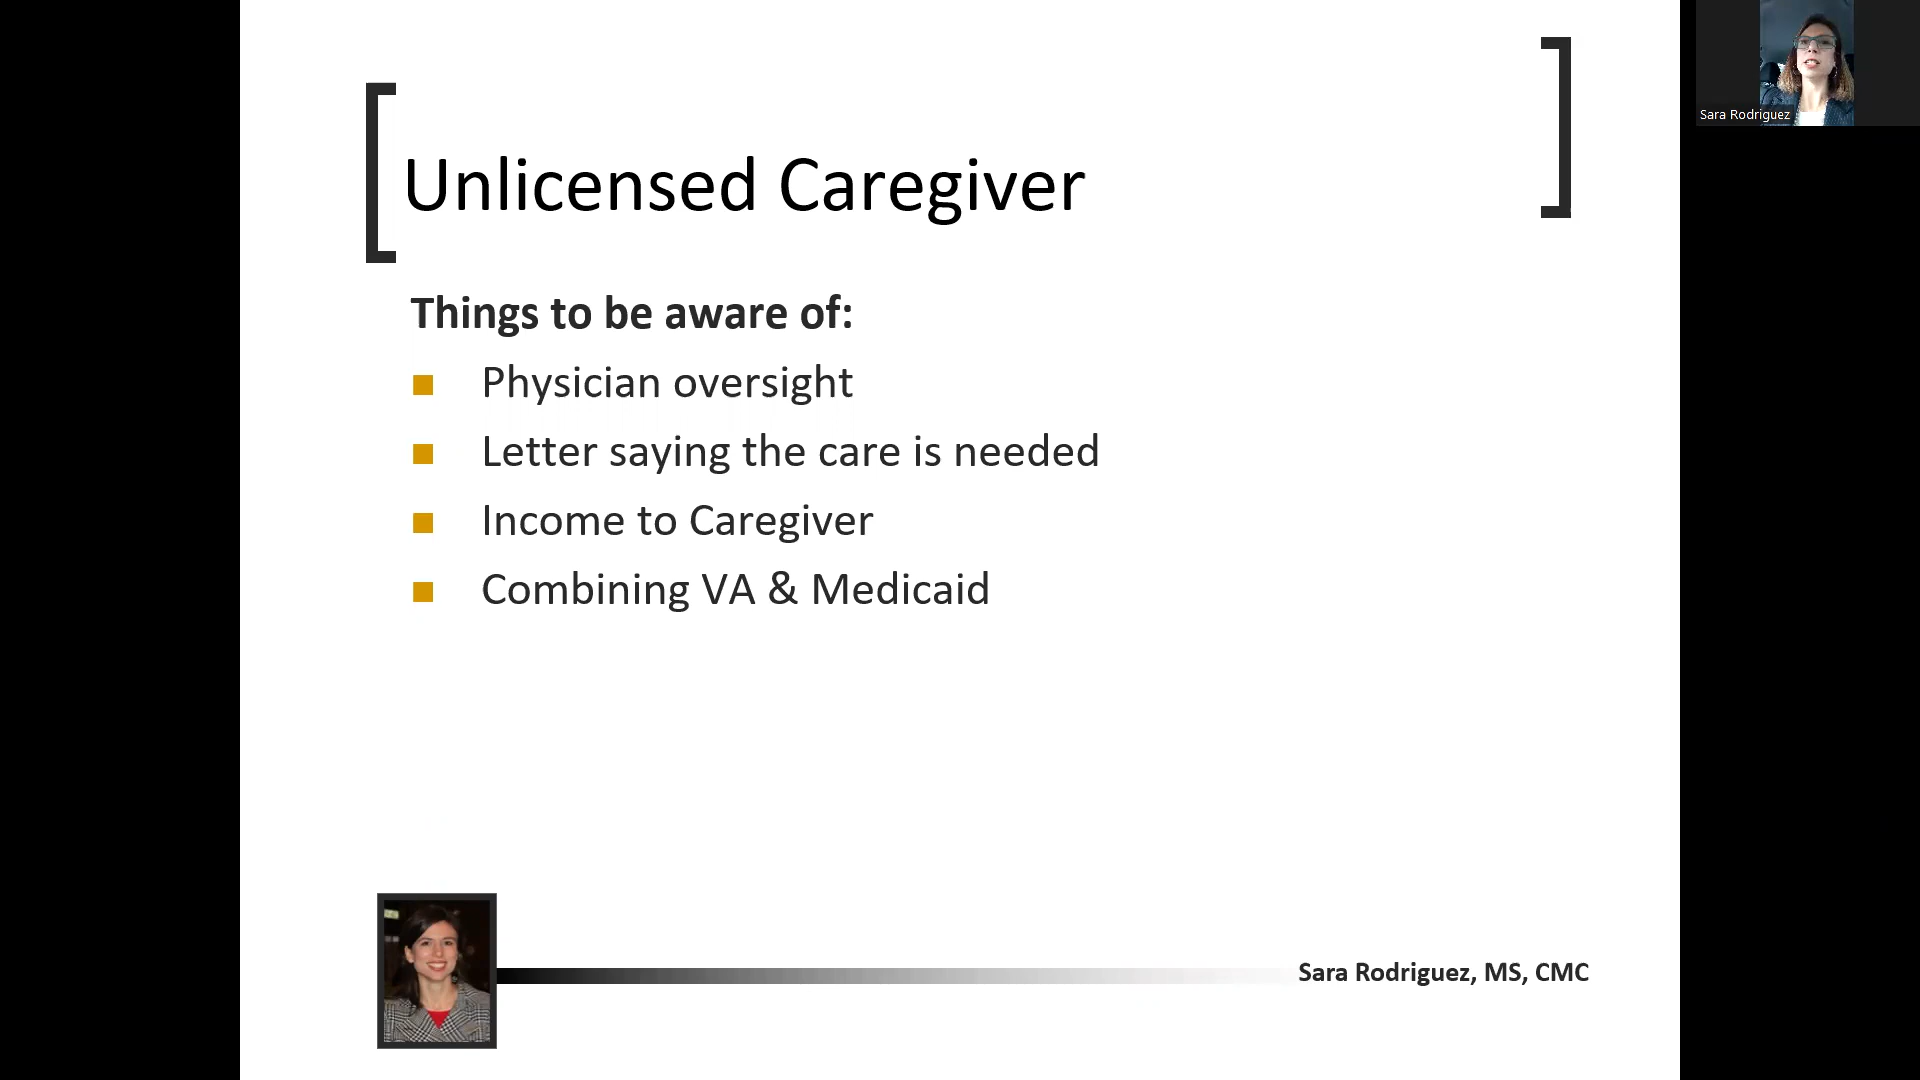 Unlicensed Caregiver
Things to be aware of:
Physician oversight
Letter saying the care is needed
Income to Caregiver
Combining VA & Medicaid
Sara Rodriguez, MS, CMC
Sara Rodriguez